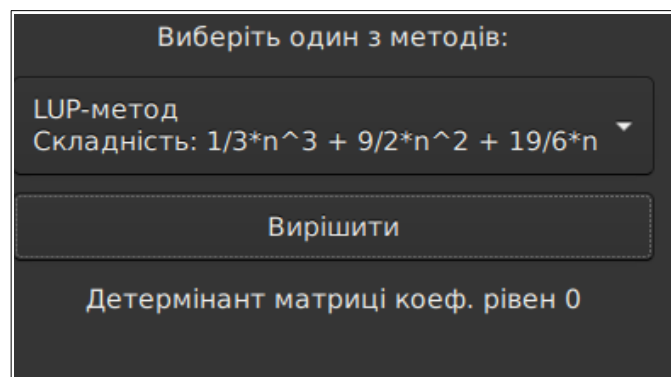 Виберіть один з методів:
LUP-метод
Складність: 1/3*n^3 + 9/2*n^2 + 19/6*n
Вирішити
Детермінант матриці коеф. рівен 0